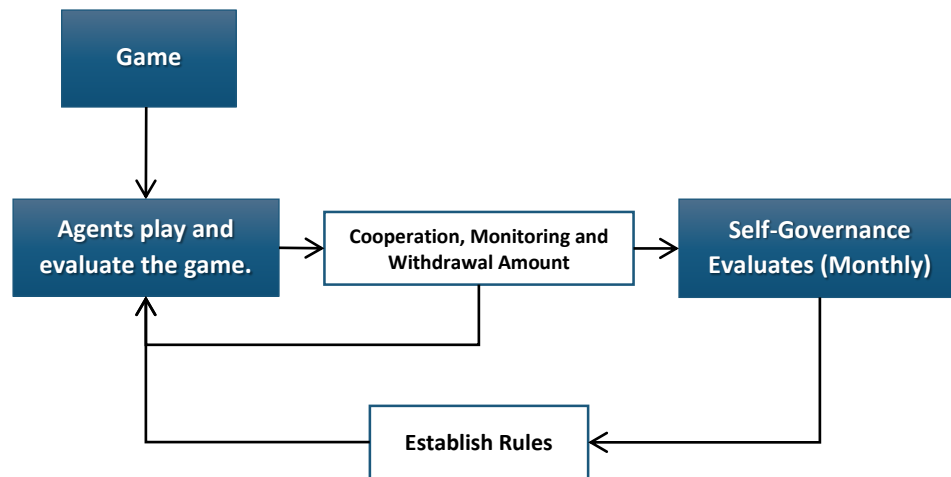 Game
Agents play and
evaluate the game.
Cooperation, Monitoring and
Withdrawal Amount
Self-Governance
Evaluates (Monthly)
Establish Rules